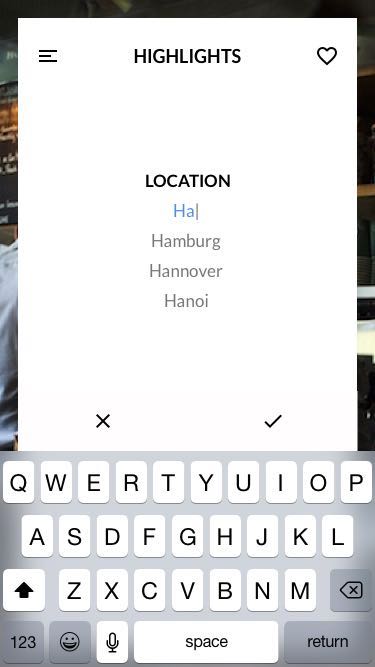 HIGHLIGHTS
LOCATION
Ha
Hamburg
Hannover
Hanoi
Q W E R T Y U I O P
A S D F G H J K L
Z X C V B N M
123 space return